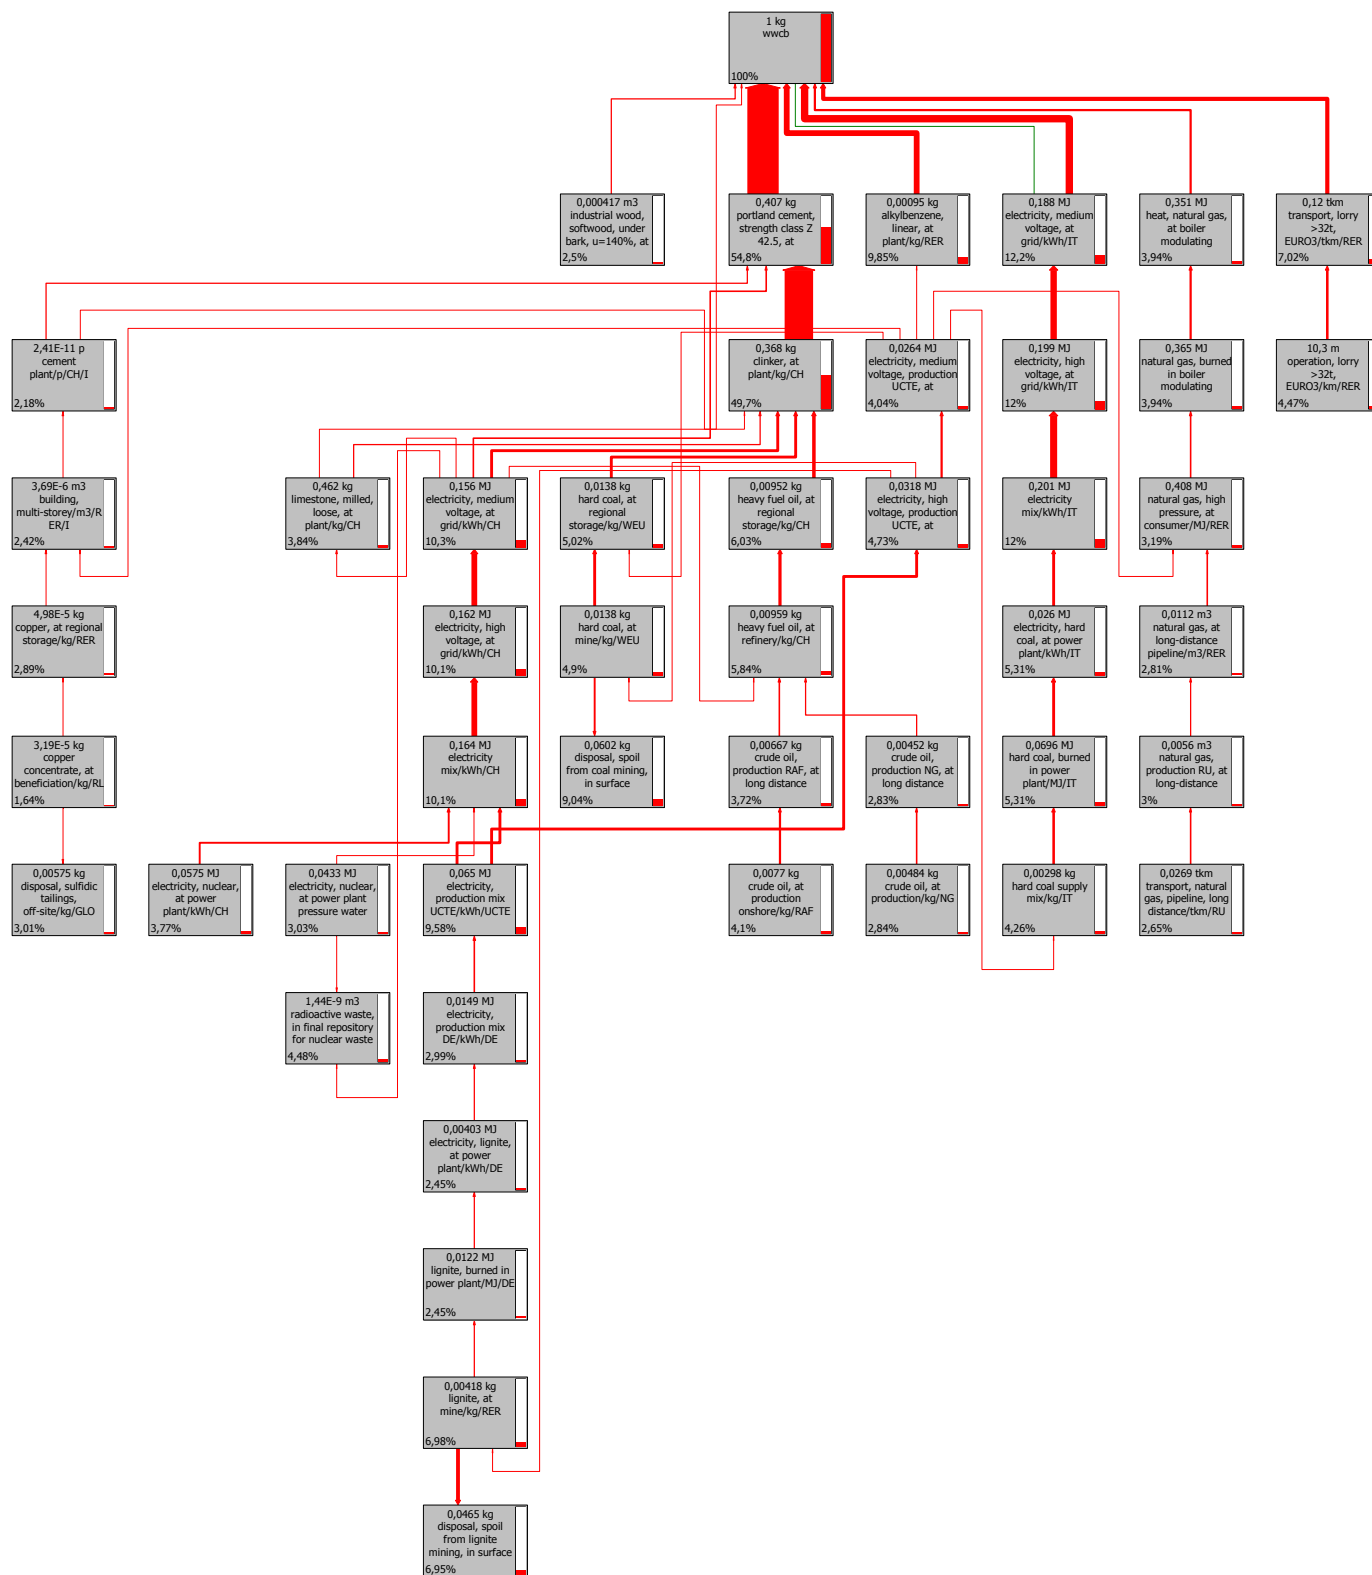 1 kg
wwcb
100%
0,000417 m3
industrial wood,
softwood, under
bark, u=140%, at
2,5%
0,407 kg
portland cement,
strength class Z
42.5, at
54,8%
0,00095 kg
alkylbenzene,
linear, at
plant/kg/RER
9,85%
0,188 MJ
electricity, medium
voltage, at
grid/kWh/IT
12,2%
0,351 MJ
heat, natural gas,
at boiler
modulating
3,94%
0,12 tkm
transport, lorry
>32t,
EURO3/tkm/RER
7,02%
2,41E-11 p
cement
plant/p/CH/I
2,18%
0,368 kg
clinker, at
plant/kg/CH
49,7%
0,0264 MJ
electricity, medium
voltage, production
UCTE, at
4,04%
0,199 MJ
electricity, high
voltage, at
grid/kWh/IT
12%
0,365 MJ
natural gas, burned
in boiler
modulating
3,94%
10,3 m
operation, lorry
>32t,
EURO3/km/RER
4,47%
3,69E-6 m3
building,
multi-storey/m3/R
ER/I
2,42%
0,462 kg
limestone, milled,
loose, at
plant/kg/CH
3,84%
0,156 MJ
electricity, medium
voltage, at
grid/kWh/CH
10,3%
0,0138 kg
hard coal, at
regional
storage/kg/WEU
5,02%
0,00952 kg
heavy fuel oil, at
regional
storage/kg/CH
6,03%
0,0318 MJ
electricity, high
voltage, production
UCTE, at
4,73%
0,201 MJ
electricity
mix/kWh/IT
12%
0,408 MJ
natural gas, high
pressure, at
consumer/MJ/RER
3,19%
4,98E-5 kg
copper, at regional
storage/kg/RER
2,89%
0,162 MJ
electricity, high
voltage, at
grid/kWh/CH
10,1%
0,0138 kg
hard coal, at
mine/kg/WEU
4,9%
0,00959 kg
heavy fuel oil, at
refinery/kg/CH
5,84%
0,026 MJ
electricity, hard
coal, at power
plant/kWh/IT
5,31%
0,0112 m3
natural gas, at
long-distance
pipeline/m3/RER
2,81%
3,19E-5 kg
copper
concentrate, at
beneficiation/kg/RL
1,64%
0,164 MJ
electricity
mix/kWh/CH
10,1%
0,0602 kg
disposal, spoil
from coal mining,
in surface
9,04%
0,00667 kg
crude oil,
production RAF, at
long distance
3,72%
0,00452 kg
crude oil,
production NG, at
long distance
2,83%
0,0696 MJ
hard coal, burned
in power
plant/MJ/IT
5,31%
0,0056 m3
natural gas,
production RU, at
long-distance
3%
0,00575 kg
disposal, sulfidic
tailings,
off-site/kg/GLO
3,01%
0,0575 MJ
electricity, nuclear,
at power
plant/kWh/CH
3,77%
0,0433 MJ
electricity, nuclear,
at power plant
pressure water
3,03%
0,065 MJ
electricity,
production mix
UCTE/kWh/UCTE
9,58%
0,0077 kg
crude oil, at
production
onshore/kg/RAF
4,1%
0,00484 kg
crude oil, at
production/kg/NG
2,84%
0,00298 kg
hard coal supply
mix/kg/IT
4,26%
0,0269 tkm
transport, natural
gas, pipeline, long
distance/tkm/RU
2,65%
1,44E-9 m3
radioactive waste,
in final repository
for nuclear waste
4,48%
0,0149 MJ
electricity,
production mix
DE/kWh/DE
2,99%
0,00403 MJ
electricity, lignite,
at power
plant/kWh/DE
2,45%
0,0122 MJ
lignite, burned in
power plant/MJ/DE
2,45%
0,00418 kg
lignite, at
mine/kg/RER
6,98%
0,0465 kg
disposal, spoil
from lignite
mining, in surface
6,95%